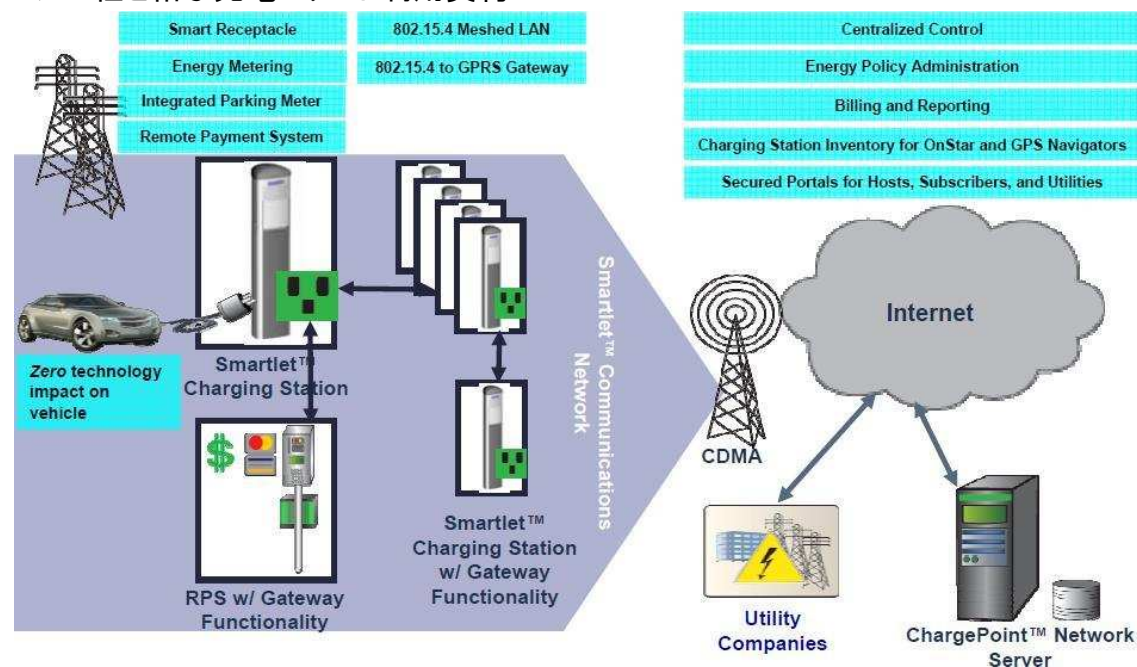 Smart Receptacle
Energy Metering
Integrated Parking Meter
Remote Payment System
802.15.4 Meshed LAN
802.15.4 to GPRS Gateway
Centralized Control
Energy Policy Administration
Billing and Reporting
Charging Station Inventory for OnStar and GPS Navigators
Secured Portals for Hosts, Subscribers, and Utilities
Zero technology
impact on
vehicle
Smartlet™
Charging Station
$
RPS w/ Gateway
Functionality
Smartlet™
Charging Station
w/ Gateway
Functionality
Smartlet™ Communications
Network
CDMA
Internet
Utility
Companies
ChargePoint™ Network
Server